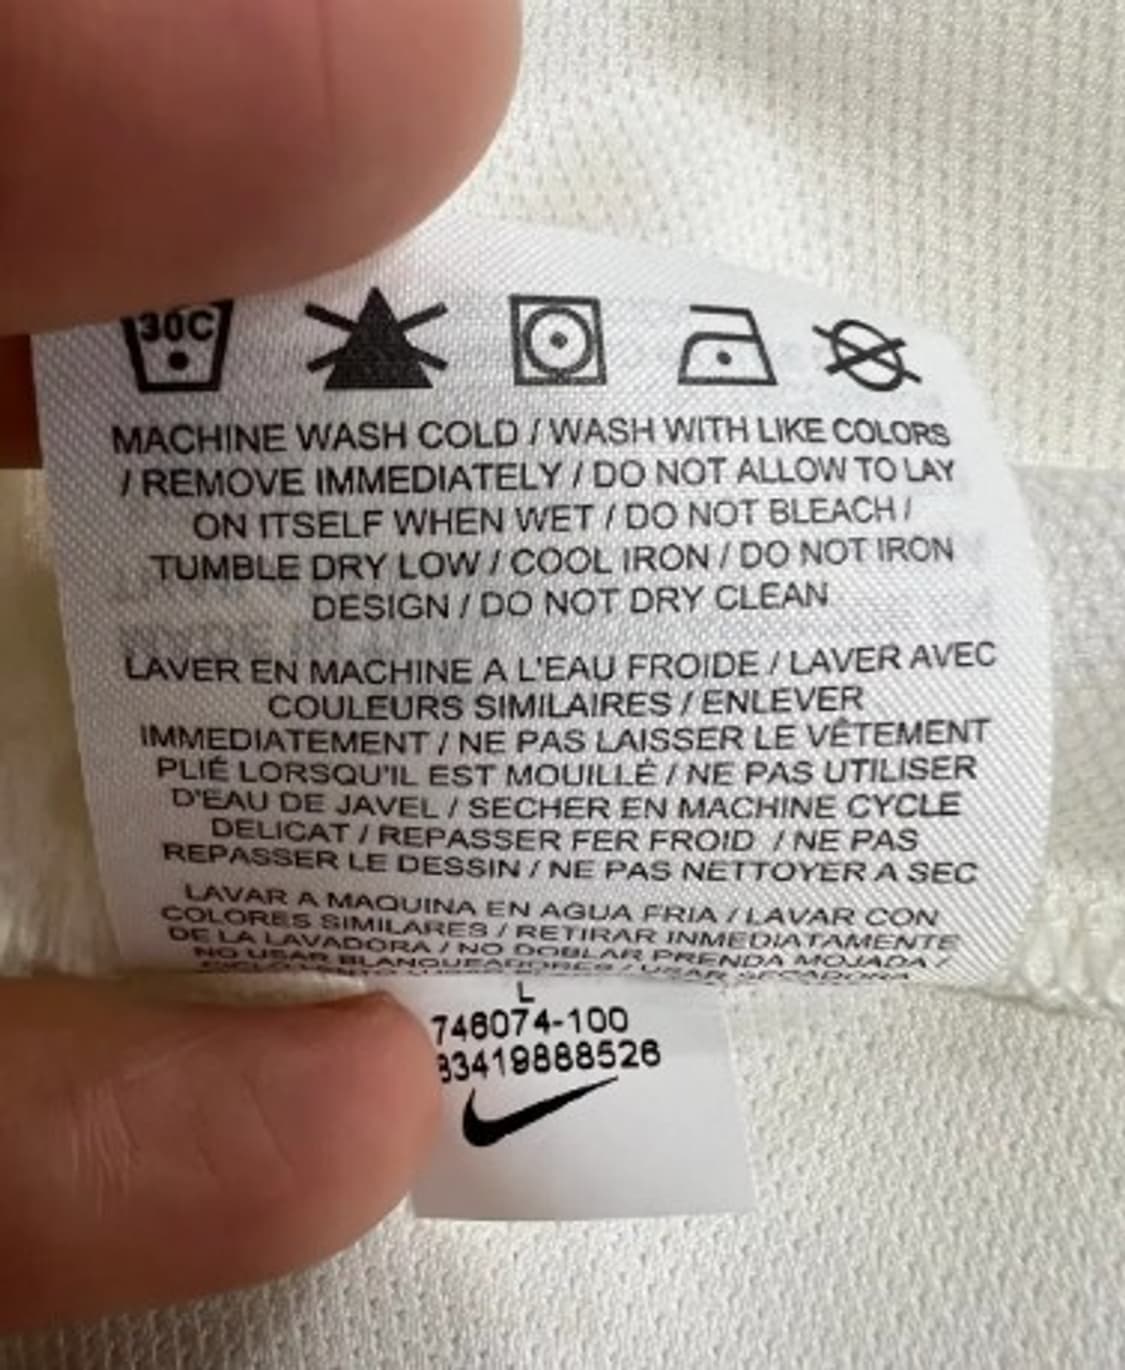 30C
MACHINE WASH COLD / WASH WITH LIKE COLORS
/ REMOVE IMMEDIATELY / DO NOT ALLOW TO LAY
ON ITSELF WHEN WET / DO NOT BLEACH /
TUMBLE DRY LOW / COOL IRON / DO NOT IRON
DESIGN / DO NOT DRY CLEAN
LAVER EN MACHINE A L'EAU FROIDE / LAVER AVEC
COULEURS SIMILAIRES / ENLEVER
IMMEDIATEMENT / NE PAS LAISSER LE VÊTEMENT
PLIÉ LORSQU'IL EST MOUILLÉ / NE PAS UTILISER
D'EAU DE JAVEL / SECHER EN MACHINE CYCLE
DELICAT / REPASSER FER FROID / NE PAS
REPASSER LE DESSIN / NE PAS NETTOYER A SEC
LAVAR A MAQUINA EN AGUA FRIA / LAVAR CON
COLORES SIMILARES / RETIRAR INMEDIATAMENTE
DE LA LAVADORA / NO DOBLAR PRENDA MOJADA /
NO USAR BLANQUEADORES / USAR SECADORA
L
746074-100
83419888526